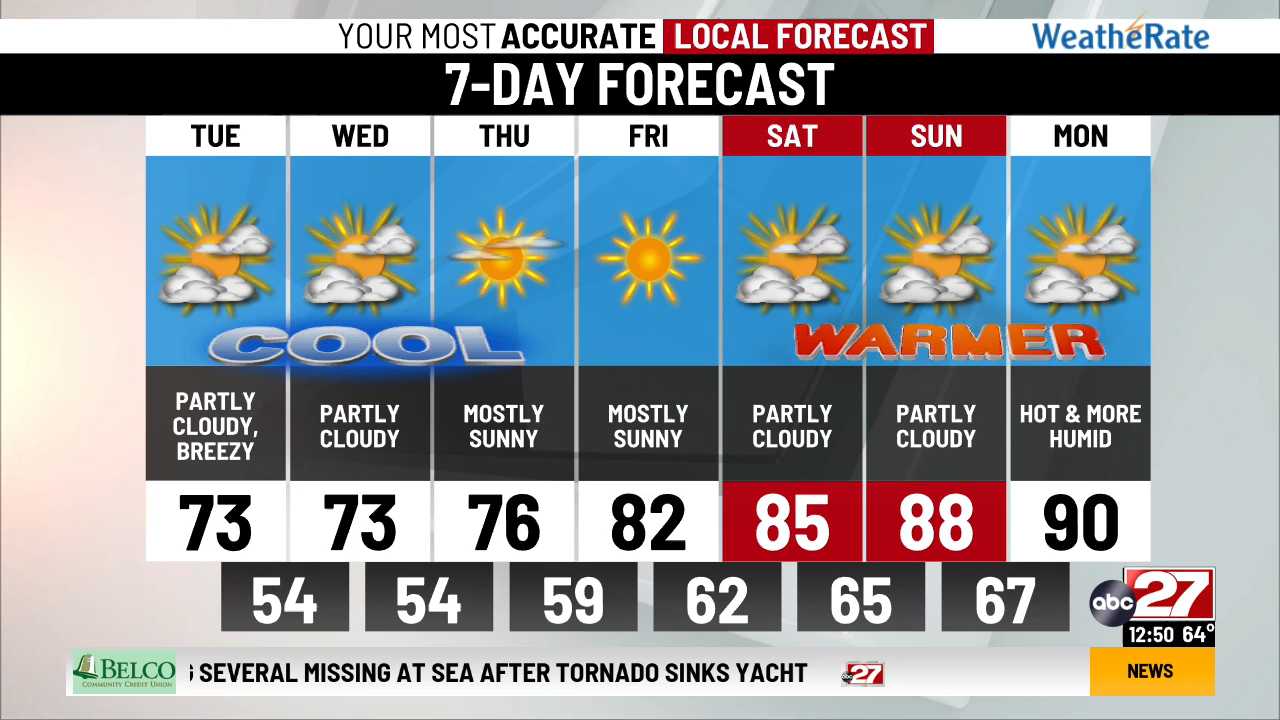 YOUR MOST ACCURATE LOCAL FORECAST
WeatheRate
7-DAY FORECAST
TUE WED THU FRI SAT SUN MON
COOL
WARMER
PARTLY CLOUDY, BREEZY
PARTLY CLOUDY
MOSTLY SUNNY
MOSTLY SUNNY
PARTLY CLOUDY
PARTLY CLOUDY
HOT & MORE HUMID
73 73 76 82 85 88 90
54 54 59 62 65 67
abc 27
12:50 64°
BELCO
COMMUNITY CREDIT UNION
SEVERAL MISSING AT SEA AFTER TORNADO SINKS YACHT
abc 27
NEWS